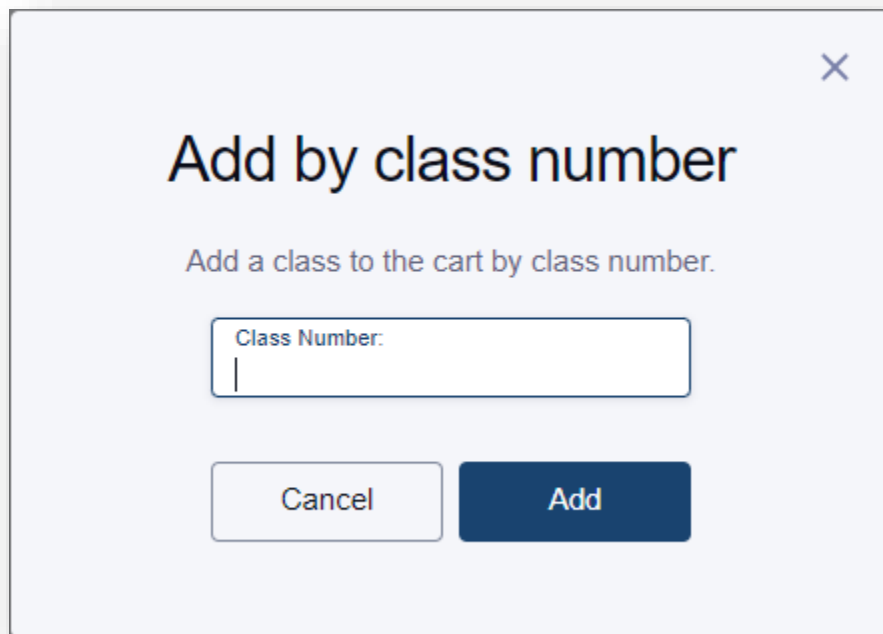 Add by class number
Add a class to the cart by class number.
Class Number:
Cancel
Add